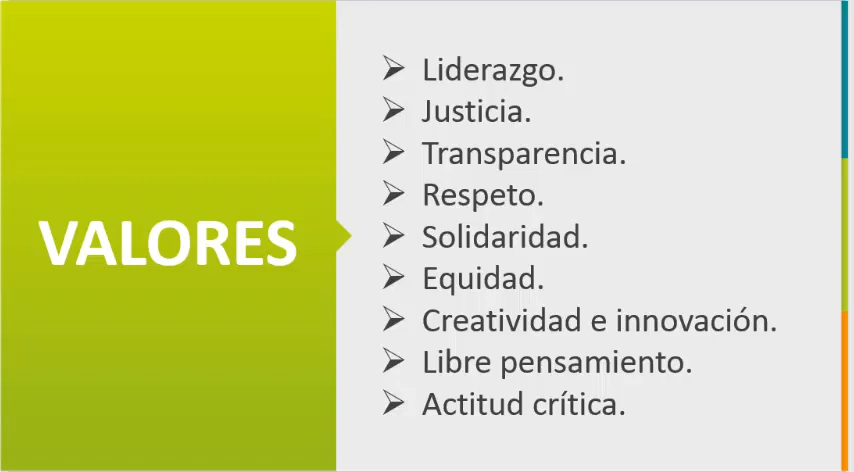 VALORES
➢ Liderazgo.
➢ Justicia.
➢ Transparencia.
➢ Respeto.
➢ Solidaridad.
➢ Equidad.
➢ Creatividad e innovación.
➢ Libre pensamiento.
➢ Actitud crítica.